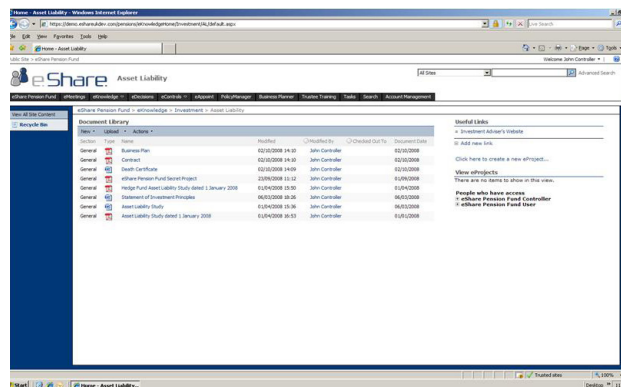 Home - Asset Liability - Windows Internet Explorer
https://demo.eshareukdev.com/pensions/eKnowledgeHome/Investment/AL/default.aspx
Live Search
File Edit View Favorites Tools Help
Home - Asset Liability
Page Tools
Public Site > eShare Pension Fund
Welcome John Controller
All Sites
Advanced Search
e.Share. Asset Liability
eShare Pension Fund eMeetings eKnowledge eDecisions eControls eAppoint PolicyManager Business Planner Trustee Training Tasks Search Account Management
eShare Pension Fund > eKnowledge > Investment > Asset Liability
View All Site Content
Recycle Bin
Document Library
New Upload Actions
Section Type Name Modified Modified By Checked Out To Document Date
General Business Plan 02/10/2008 14:10 John Controller 02/10/2008
General Contract 02/10/2008 14:10 John Controller 02/10/2008
General Death Certificate 02/10/2008 14:09 John Controller 02/10/2008
General eShare Pension Fund Secret Project 23/09/2008 11:12 John Controller 01/09/2008
General Hedge Fund Asset Liability Study dated 1 January 2008 01/04/2008 15:50 John Controller 01/04/2008
General Statement of Investment Principles 06/03/2008 18:26 John Controller 06/03/2008
General Asset Liability Study 01/04/2008 15:36 John Controller 06/03/2008
General Asset Liability Study dated 1 January 2008 01/04/2008 16:53 John Controller 01/01/2008
Useful Links
Investment Adviser's Website
Add new link
Click here to create a new eProject...
View eProjects
There are no items to show in this view.
People who have access
eShare Pension Fund Controller
eShare Pension Fund User
Trusted sites 100%
Start Home - Asset Liability... Desktop